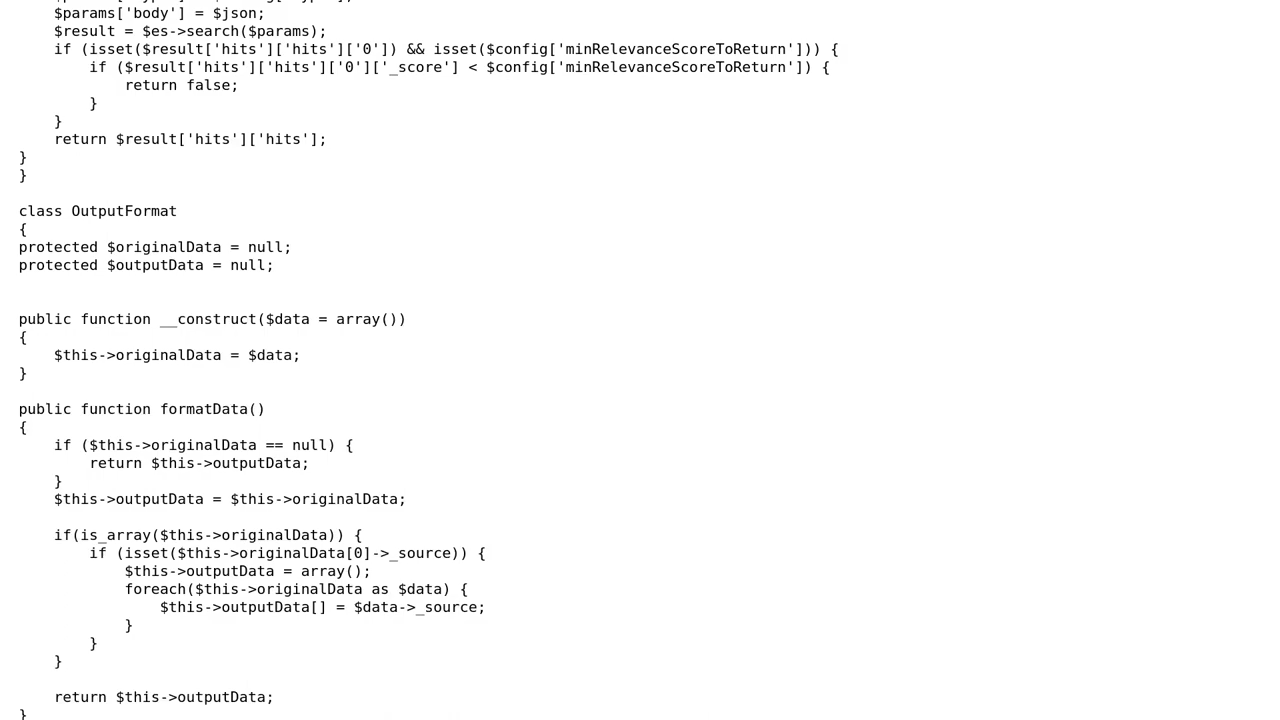 $params['body'] = $json;
$result = $es->search($params);
if (isset($result['hits']['hits']['0']) && isset($config['minRelevanceScoreToReturn'])) {
if ($result['hits']['hits']['0']['_score'] < $config['minRelevanceScoreToReturn']) {
return false;
}
}
return $result['hits']['hits'];
}
}
class OutputFormat
{
protected $originalData = null;
protected $outputData = null;
public function __construct($data = array())
{
$this->originalData = $data;
}
public function formatData()
{
if ($this->originalData == null) {
return $this->outputData;
}
$this->outputData = $this->originalData;
if(is_array($this->originalData)) {
if (isset($this->originalData[0]->_source)) {
$this->outputData = array();
foreach($this->originalData as $data) {
$this->outputData[] = $data->_source;
}
}
}
return $this->outputData;
}